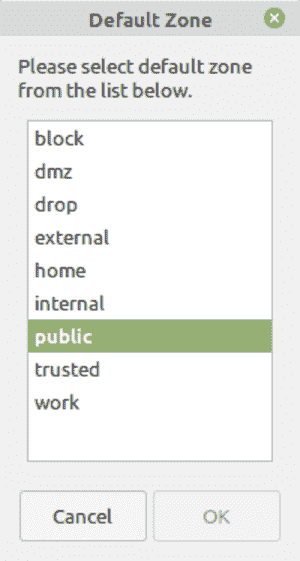 Default Zone
Please select default zone
from the list below.
block
dmz
drop
external
home
internal
public
trusted
work
Cancel
OK